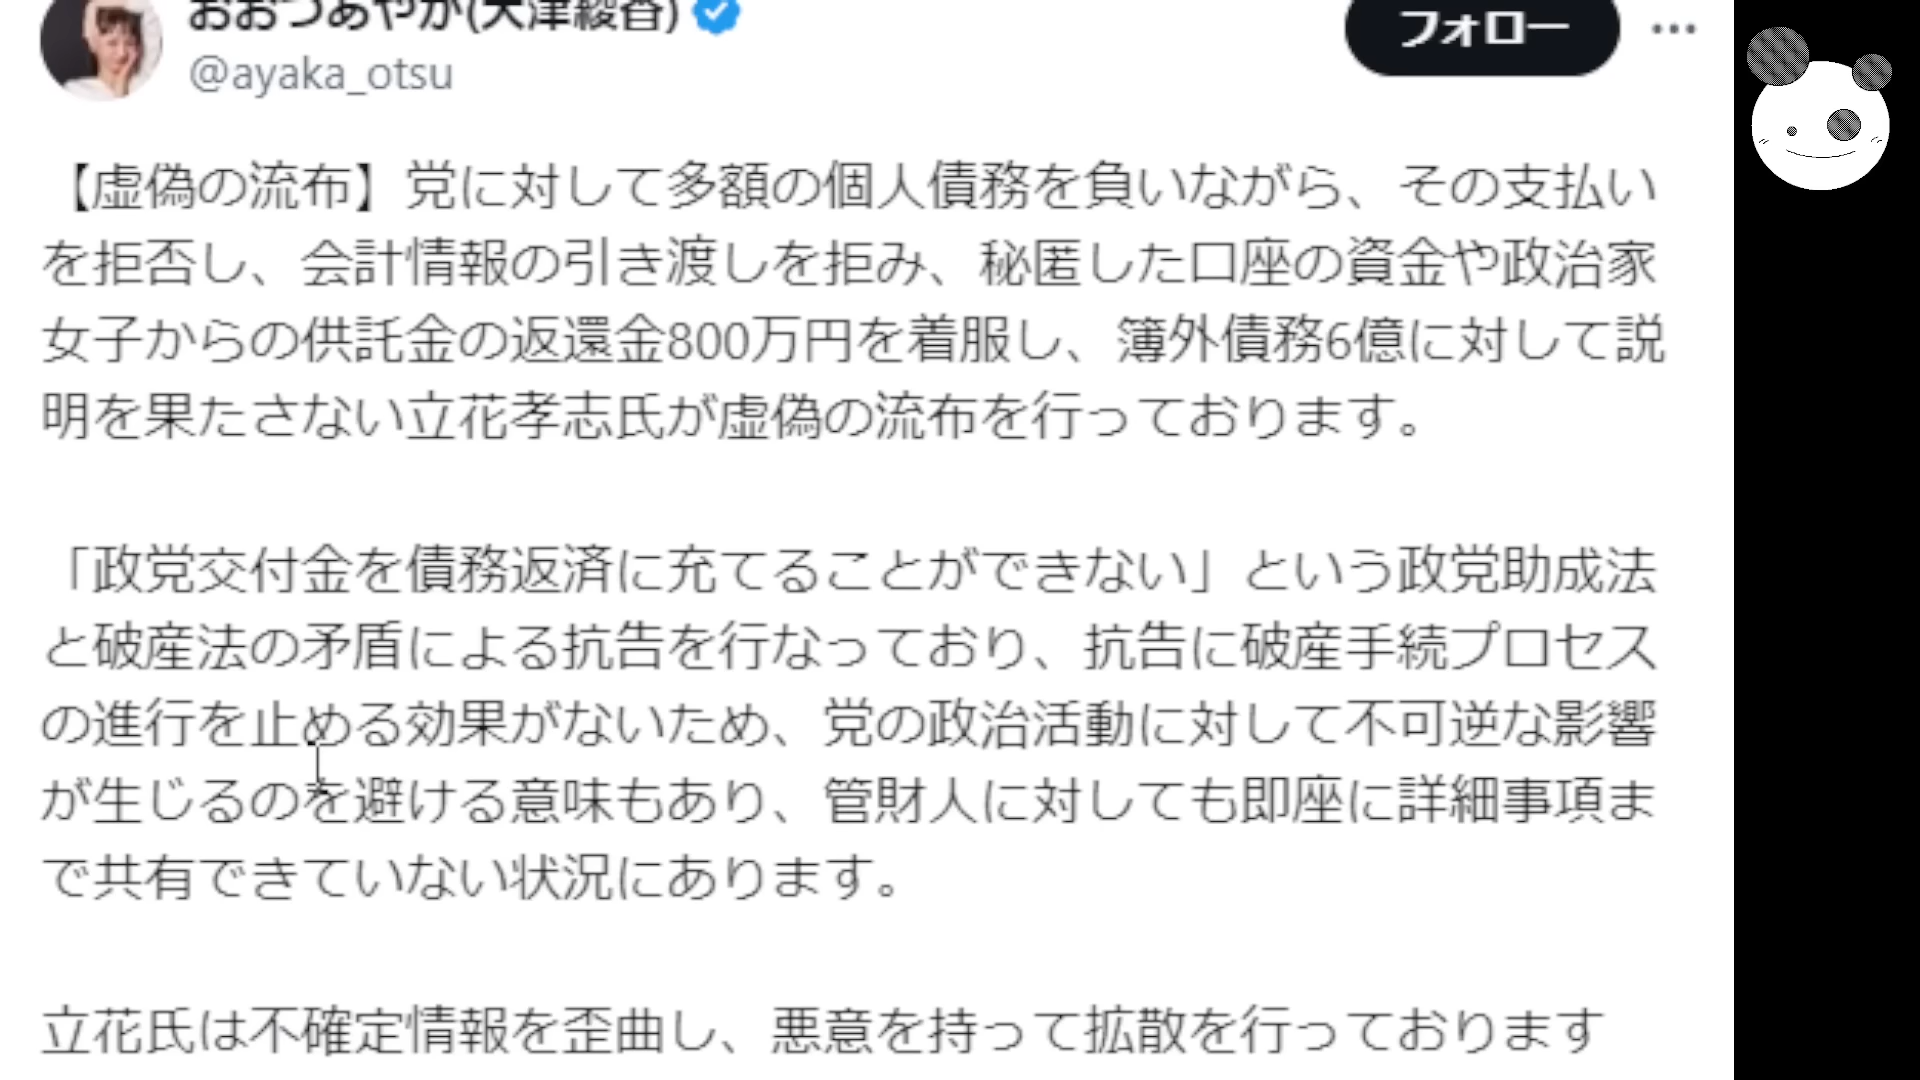 おおつあやか(大津綾香)
フォロー
@ayaka_otsu
【虚偽の流布】党に対して多額の個人債務を負いながら、その支払い
を拒否し、会計情報の引き渡しを拒み、秘匿した口座の資金や政治家
女子からの供託金の返還金800万円を着服し、簿外債務6億に対して説
明を果たさない立花孝志氏が虚偽の流布を行っております。
「政党交付金を債務返済に充てることができない」という政党助成法
と破産法の矛盾による抗告を行なっており、抗告に破産手続プロセス
の進行を止める効果がないため、党の政治活動に対して不可逆な影響
が生じるのを避ける意味もあり、管財人に対しても即座に詳細事項ま
で共有できていない状況にあります。
立花氏は不確定情報を歪曲し、悪意を持って拡散を行っております